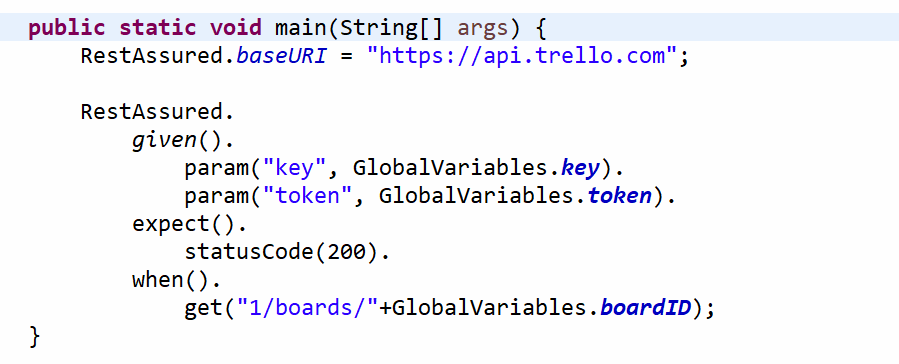 public static void main(String[] args) {
    RestAssured.baseURI = "https://api.trello.com";
    RestAssured.
        given().
            param("key", GlobalVariables.key).
            param("token", GlobalVariables.token).
        expect().
            statusCode(200).
        when().
            get("1/boards/"+GlobalVariables.boardID);
}